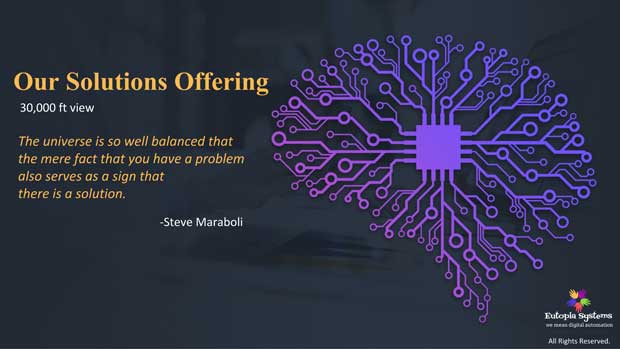 Our Solutions Offering
30,000 ft view
The universe is so well balanced that
the mere fact that you have a problem
also serves as a sign that
there is a solution.
-Steve Maraboli
Eutopia Systems
we mean digital automation
All Rights Reserved.